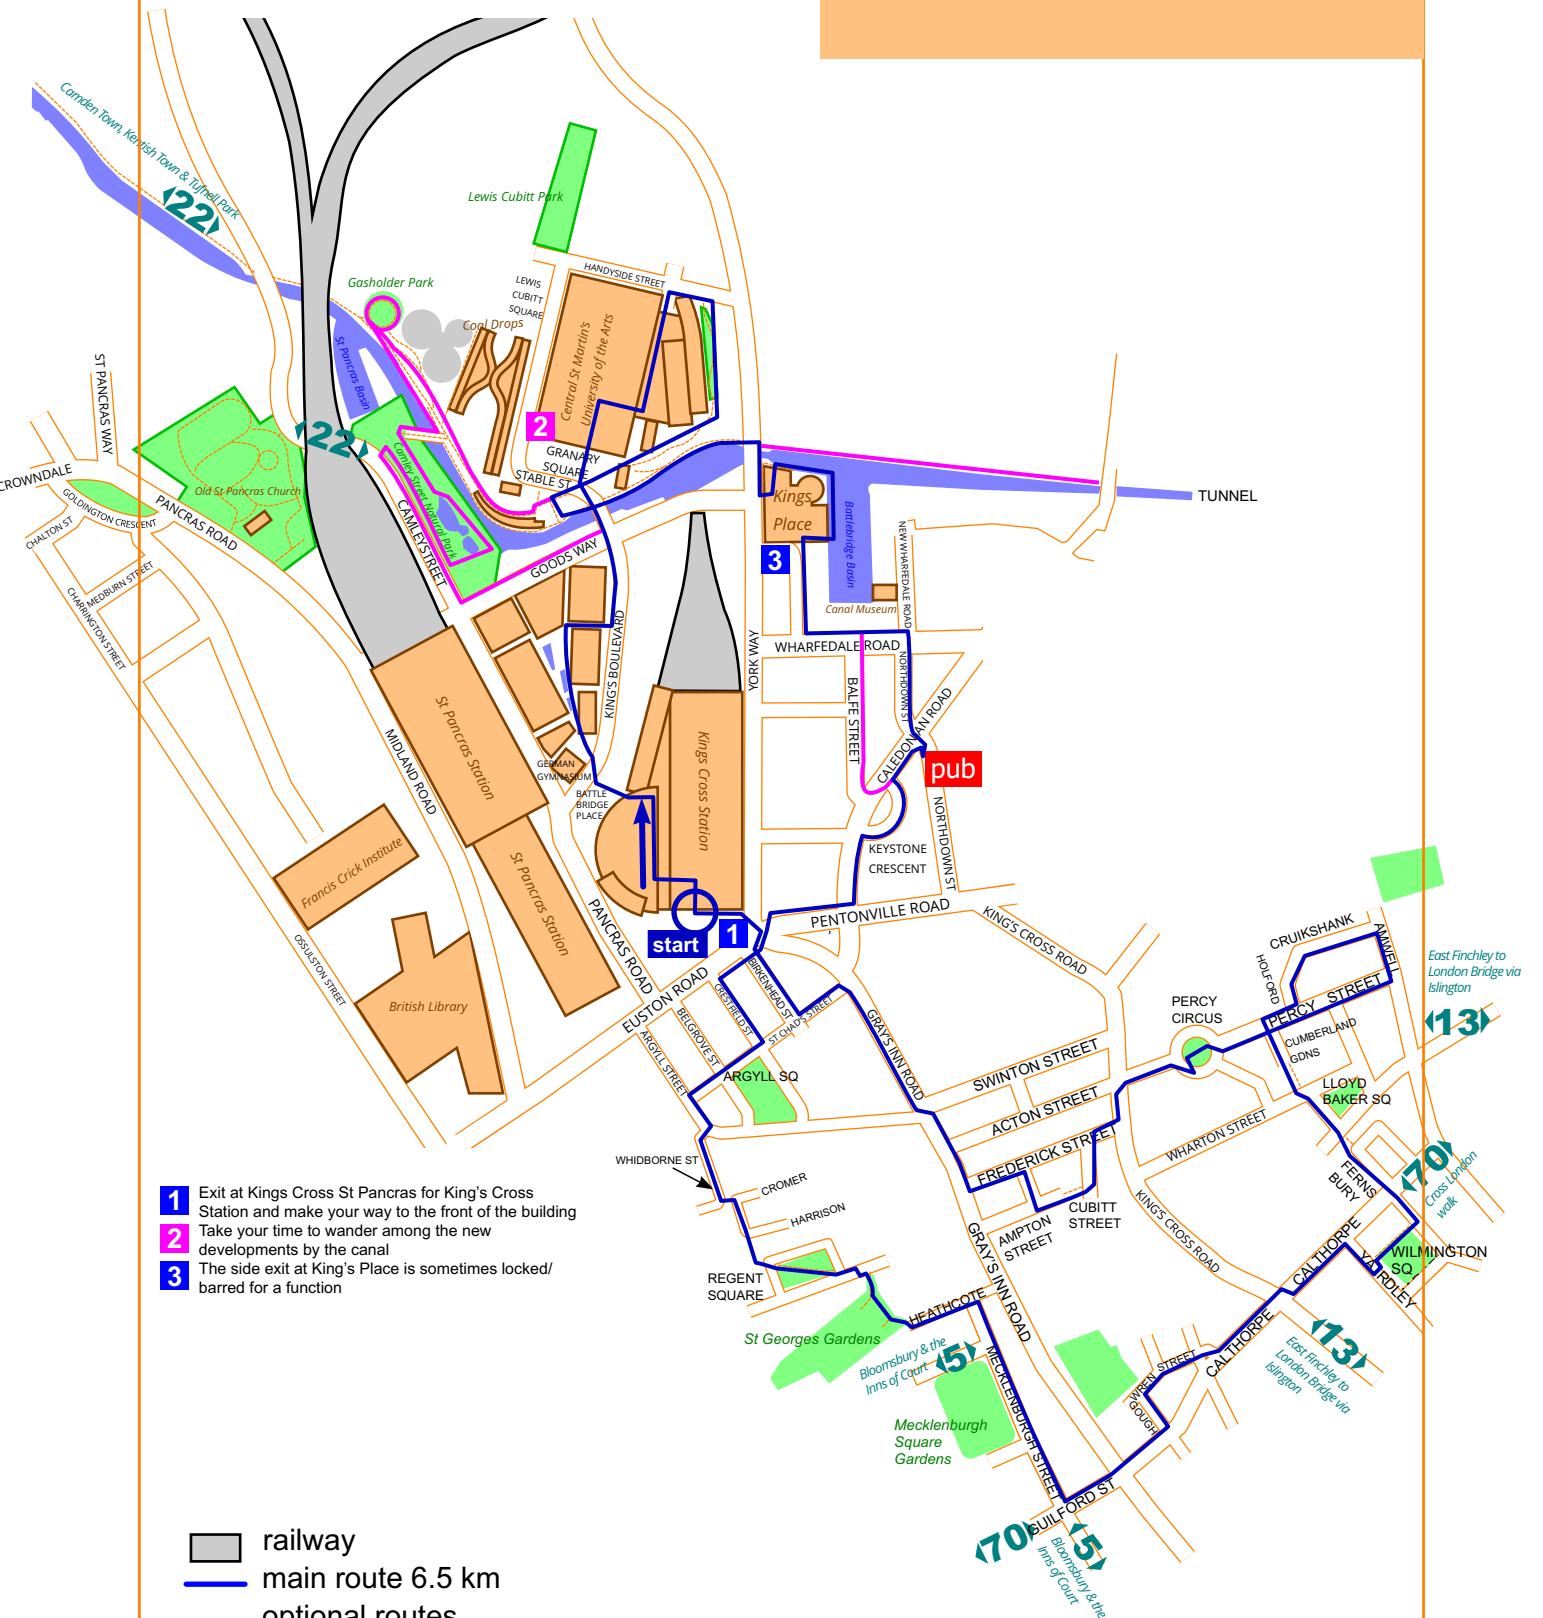 Camden Town, Kentish Town & Tufnell Park
22
Lewis Cubitt Park
Gasholder Park
HANDYSIDE STREET
LEWIS
CUBITT
SQUARE
Coal Drops
Central St Martin's
University of the Arts
St Pancras Basin
ST PANCRAS WAY
22
2
GRANARY
SQUARE
STABLE ST
CROWNDALE
GOLDINGTON CRESCENT
CHALTON ST
PANCRAS ROAD
Old St Pancras Church
Camley Street Natural Park
CAMLEY STREET
GOODS WAY
Kings
Place
3
Battlebridge Basin
TUNNEL
NEW WHARFEDALE ROAD
Canal Museum
MEDBURN STREET
CHARRINGTON STREET
KING'S BOULEVARD
YORK WAY
WHARFEDALE ROAD
BALFE STREET
NORTHDOWN ST
CALEDONIAN ROAD
pub
NORTHDOWN ST
St Pancras Station
MIDLAND ROAD
Kings Cross Station
GERMAN
GYMNASIUM
BATTLE
BRIDGE
PLACE
KEYSTONE
CRESCENT
Francis Crick Institute
St Pancras Station
PANCRAS ROAD
OSSULSTON STREET
British Library
start
1
PENTONVILLE ROAD
KING'S CROSS ROAD
EUSTON ROAD
BIRKENHEAD ST
CRESTFIELD ST
BELGROVE ST
ARGYLL STREET
ST CHAD'S STREET
GRAY'S INN ROAD
ARGYLL SQ
SWINTON STREET
ACTON STREET
FREDERICK STREET
CRUIKSHANK
AMWELL
HOLFORD
PERCY STREET
PERCY
CIRCUS
CUMBERLAND
GDNS
LLOYD
BAKER SQ
East Finchley to
London Bridge via
Islington
13
WHARTON STREET
FERNS
BURY
70
Cross London
walk
WHIDBORNE ST
CROMER
HARRISON
AMPTON
STREET
CUBITT
STREET
KING'S CROSS ROAD
CALTHORPE
WILMINGTON
SQ
YARDLEY
1
Exit at Kings Cross St Pancras for King's Cross
Station and make your way to the front of the building
2
Take your time to wander among the new
developments by the canal
3
The side exit at King's Place is sometimes locked/
barred for a function
REGENT
SQUARE
St Georges Gardens
HEATHCOTE
GRAY'S INN ROAD
Bloomsbury & the
Inns of Court
5
MECKLENBURGH STREET
Mecklenburgh
Square
Gardens
WREN STREET
GOUGH
CALTHORPE
13
East Finchley to
London Bridge via
Islington
GUILFORD ST
70
5
Bloomsbury & the
Inns of Court
railway
main route 6.5 km
optional routes